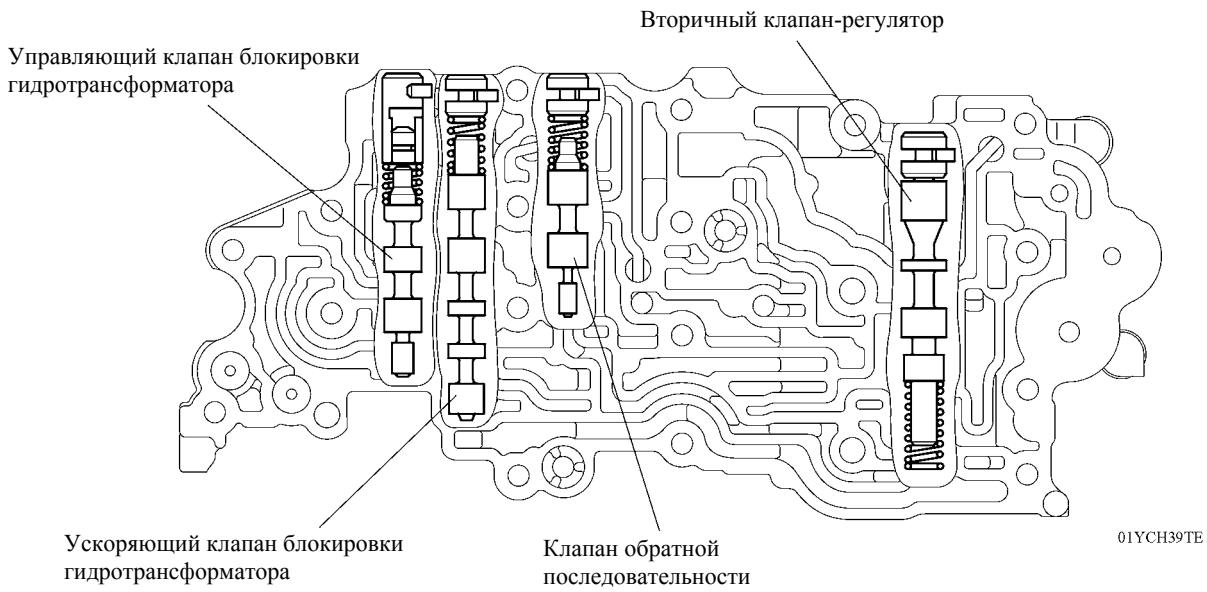 Вторичный клапан-регулятор
Управляющий клапан блокировки
гидротрансформатора
01YCH39TE
Ускоряющий клапан блокировки
гидротрансформатора
Клапан обратной
последовательности